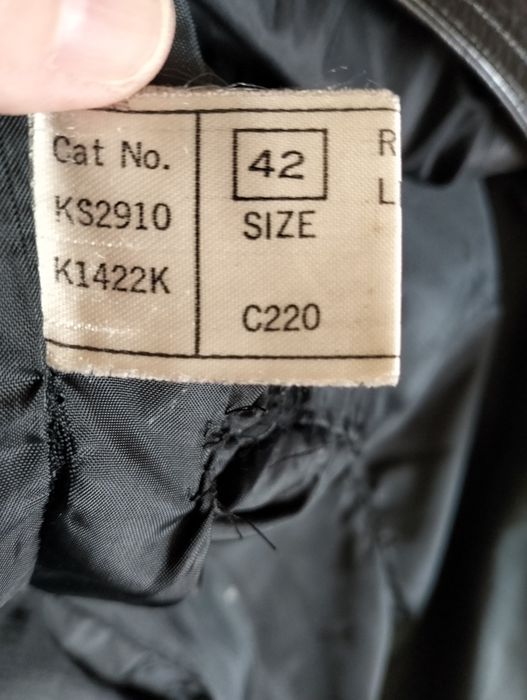 Cat No.
KS2910
K1422K
42
SIZE
C220
R
L